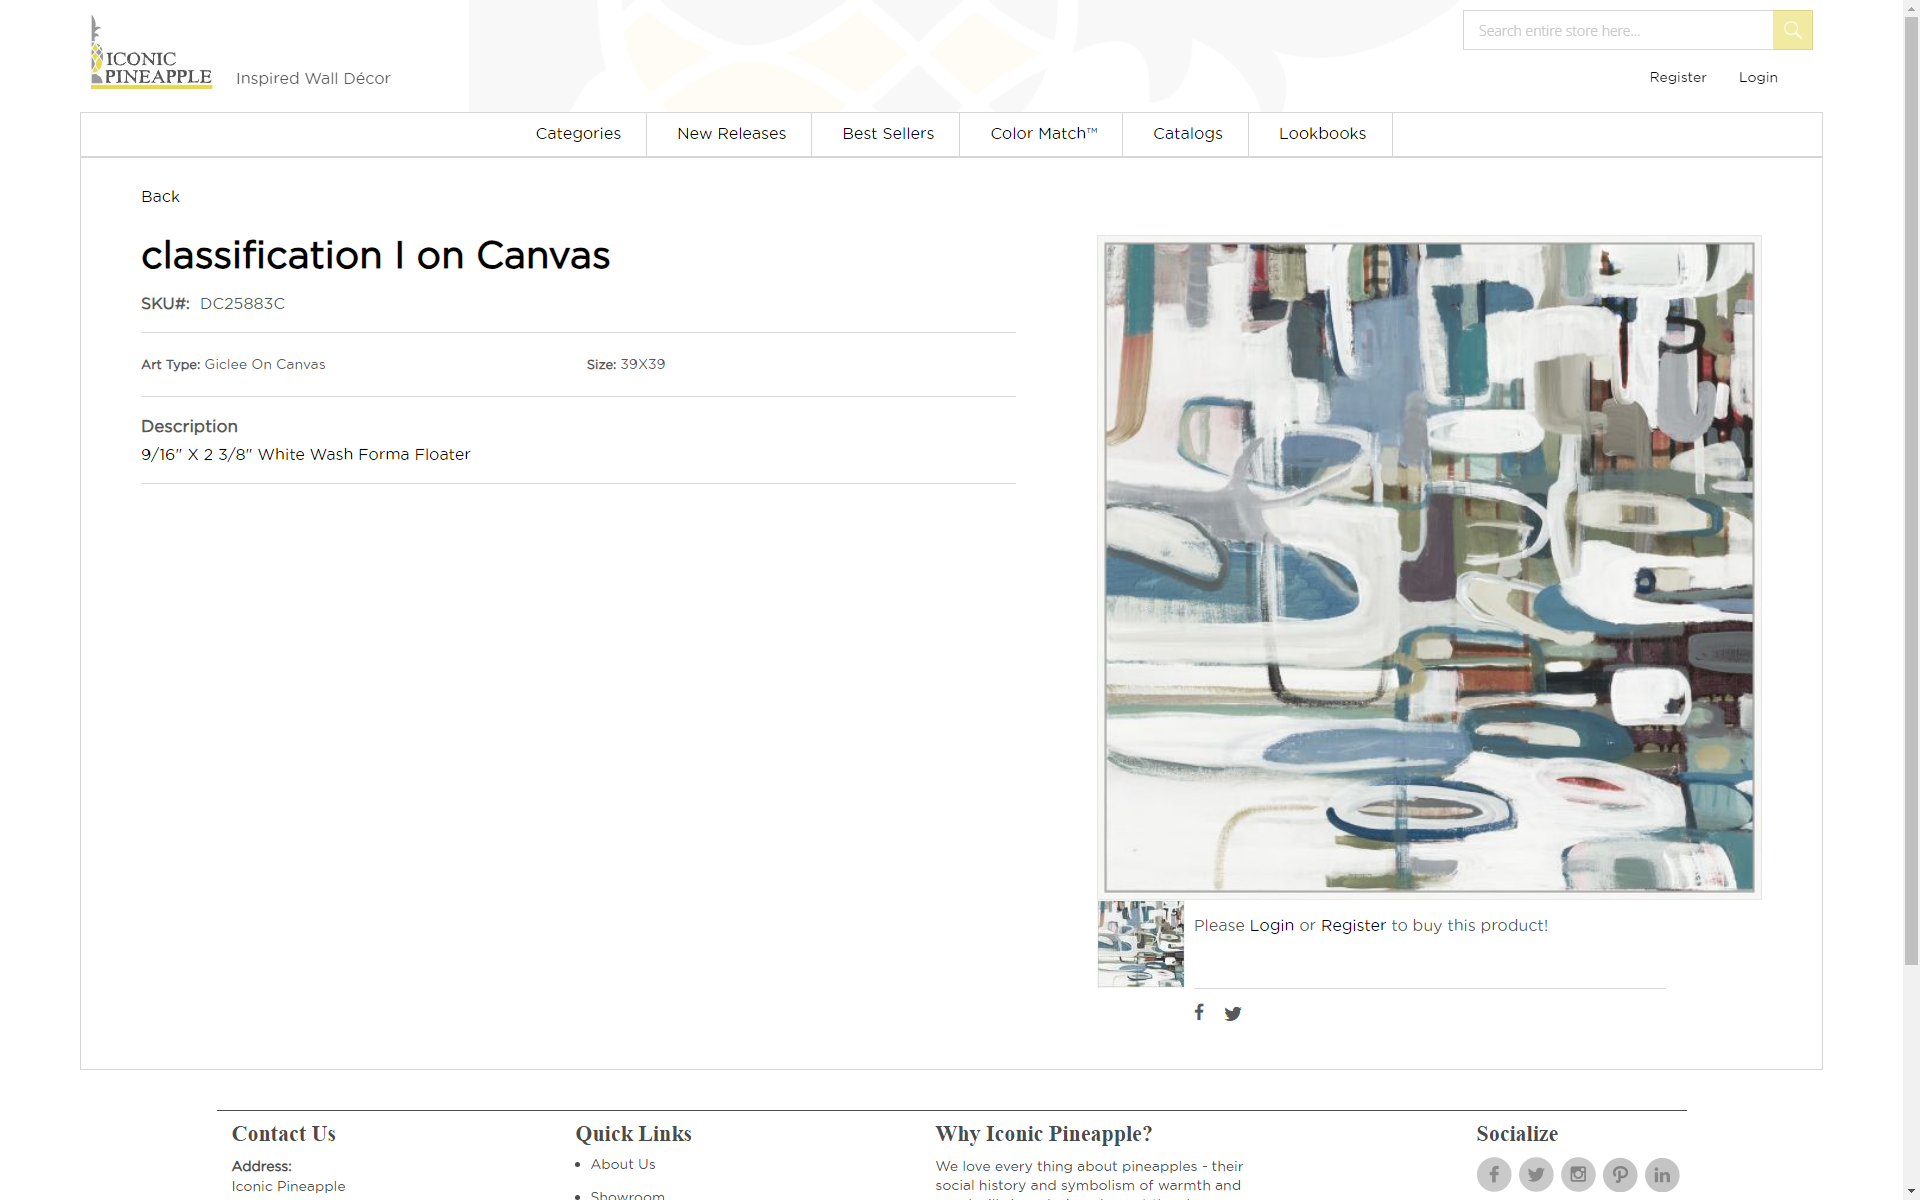 ICONIC
PINEAPPLE
Inspired Wall Décor
Search entire store here...
Register
Login
Categories
New Releases
Best Sellers
Color Match™
Catalogs
Lookbooks
Back
classification I on Canvas
SKU#: DC25883C
Art Type: Giclee On Canvas
Size: 39X39
Description
9/16" X 2 3/8" White Wash Forma Floater
Please Login or Register to buy this product!
Contact Us
Address:
Iconic Pineapple
Quick Links
About Us
Showroom
Why Iconic Pineapple?
We love every thing about pineapples - their
social history and symbolism of warmth and
Socialize